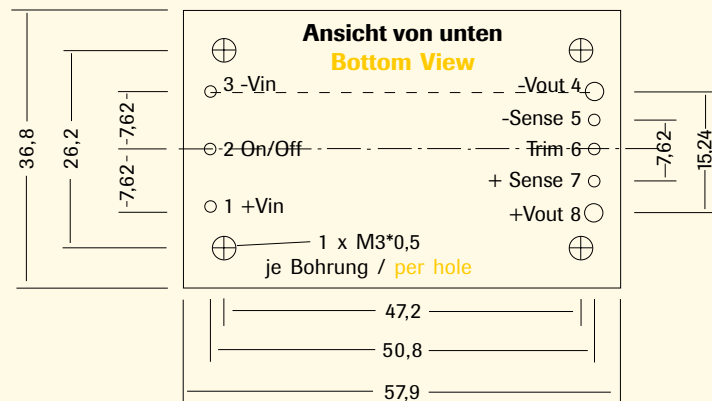 Ansicht von unten
Bottom View
3 -Vin
-Vout 4
-Sense 5
2 On/Off
Trim 6
+ Sense 7
1 +Vin
+Vout 8
1 x M3*0,5
je Bohrung / per hole
36,8
26,2
-7,62-
-7,62-
-7,62-
15,24
47,2
50,8
57,9